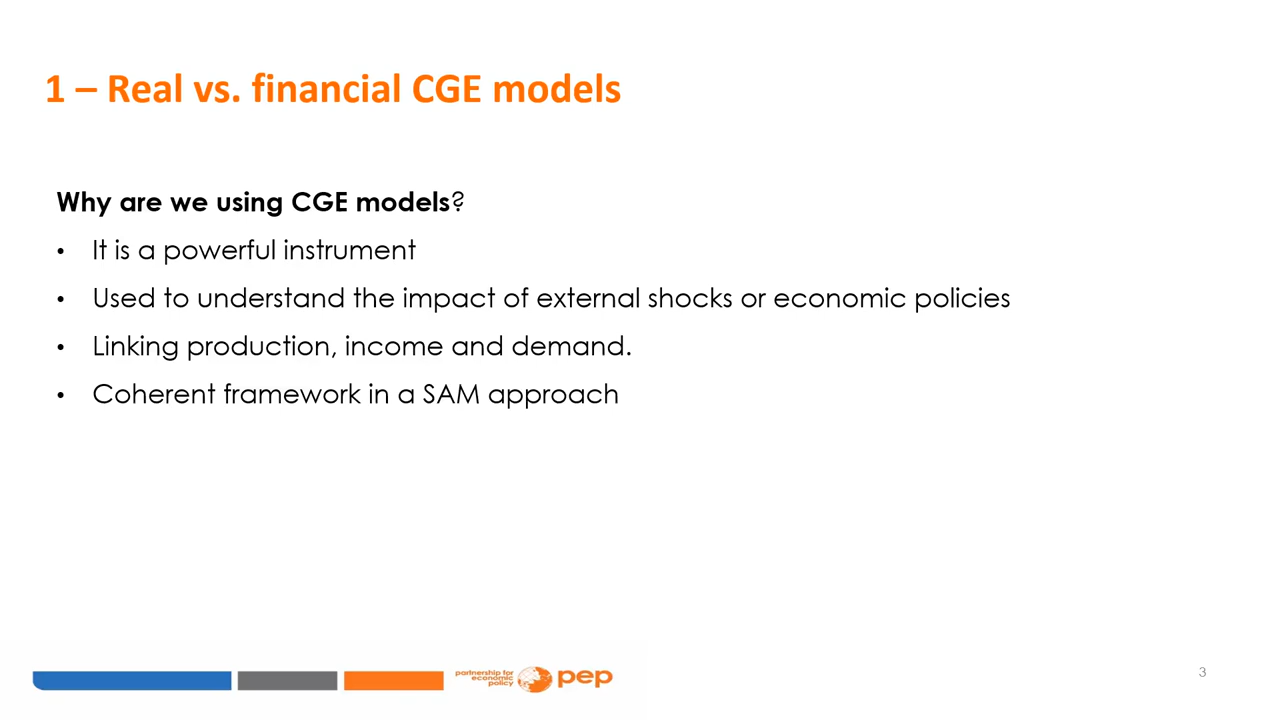 1 – Real vs. financial CGE models
Why are we using CGE models?
• It is a powerful instrument
• Used to understand the impact of external shocks or economic policies
• Linking production, income and demand.
• Coherent framework in a SAM approach
partnership for
economic
policy
pep
3